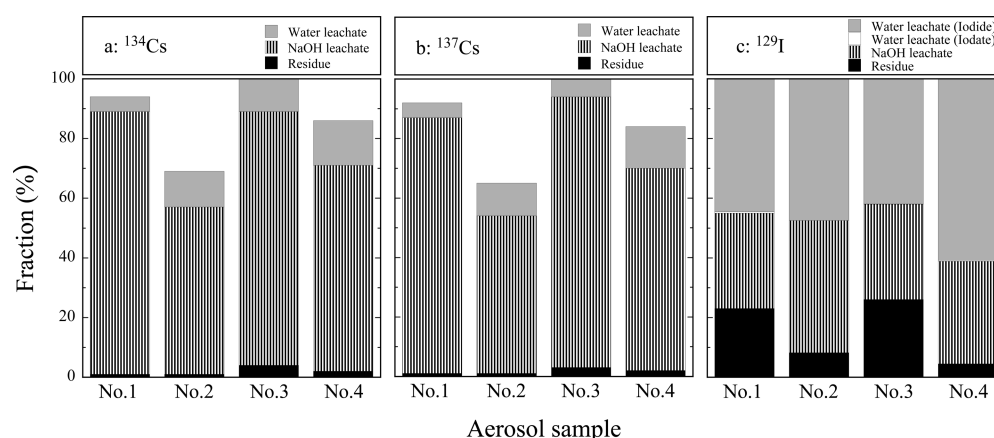 a: ¹³⁴Cs
Water leachate
NaOH leachate
Residue
b: ¹³⁷Cs
Water leachate
NaOH leachate
Residue
c: ¹²⁹I
Water leachate (Iodide)
Water leachate (Iodate)
NaOH leachate
Residue
Fraction (%)
100
80
60
40
20
0
No.1 No.2 No.3 No.4
No.1 No.2 No.3 No.4
No.1 No.2 No.3 No.4
Aerosol sample